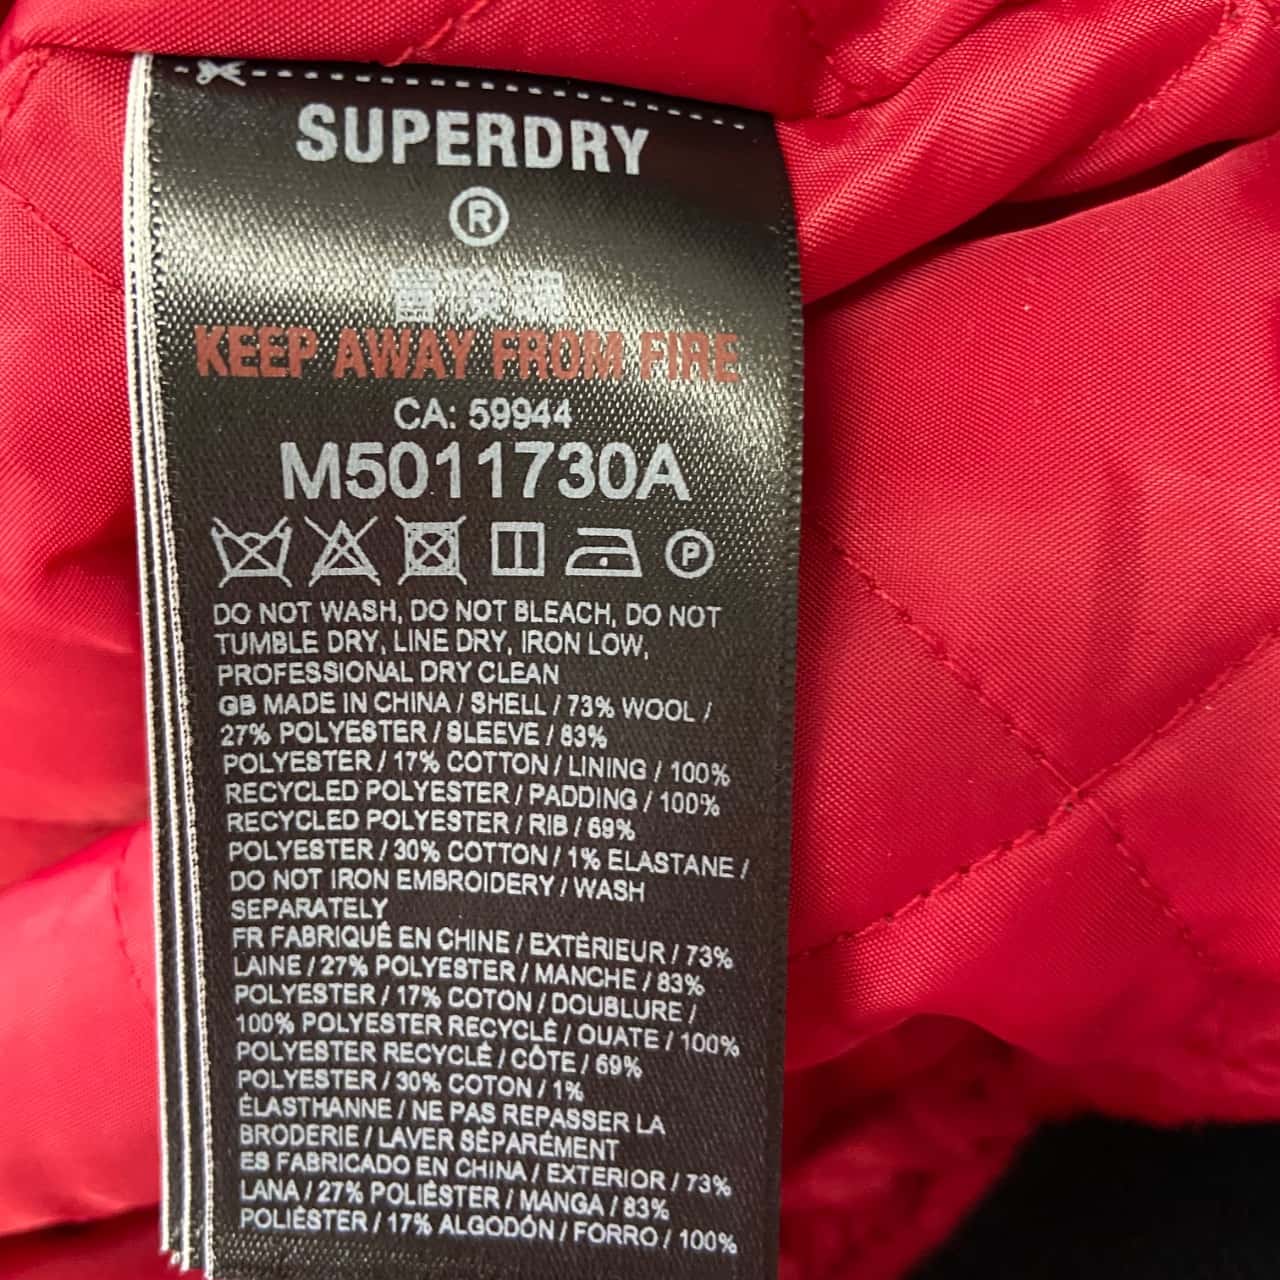 SUPERDRY
®
冒険魂
KEEP AWAY FROM FIRE
CA: 59944
M5011730A
P
DO NOT WASH, DO NOT BLEACH, DO NOT
TUMBLE DRY, LINE DRY, IRON LOW,
PROFESSIONAL DRY CLEAN
GB MADE IN CHINA / SHELL / 73% WOOL /
27% POLYESTER / SLEEVE / 83%
POLYESTER / 17% COTTON / LINING / 100%
RECYCLED POLYESTER / PADDING / 100%
RECYCLED POLYESTER / RIB / 69%
POLYESTER / 30% COTTON / 1% ELASTANE /
DO NOT IRON EMBROIDERY / WASH
SEPARATELY
FR FABRIQUÉ EN CHINE / EXTÉRIEUR / 73%
LAINE / 27% POLYESTER / MANCHE / 83%
POLYESTER / 17% COTON / DOUBLURE /
100% POLYESTER RECYCLÉ / OUATE / 100%
POLYESTER RECYCLÉ / CÔTE / 69%
POLYESTER / 30% COTON / 1%
ÉLASTHANNE / NE PAS REPASSER LA
BRODERIE / LAVER SÉPARÉMENT
ES FABRICADO EN CHINA / EXTERIOR / 73%
LANA / 27% POLIÉSTER / MANGA / 83%
POLIÉSTER / 17% ALGODÓN / FORRO / 100%